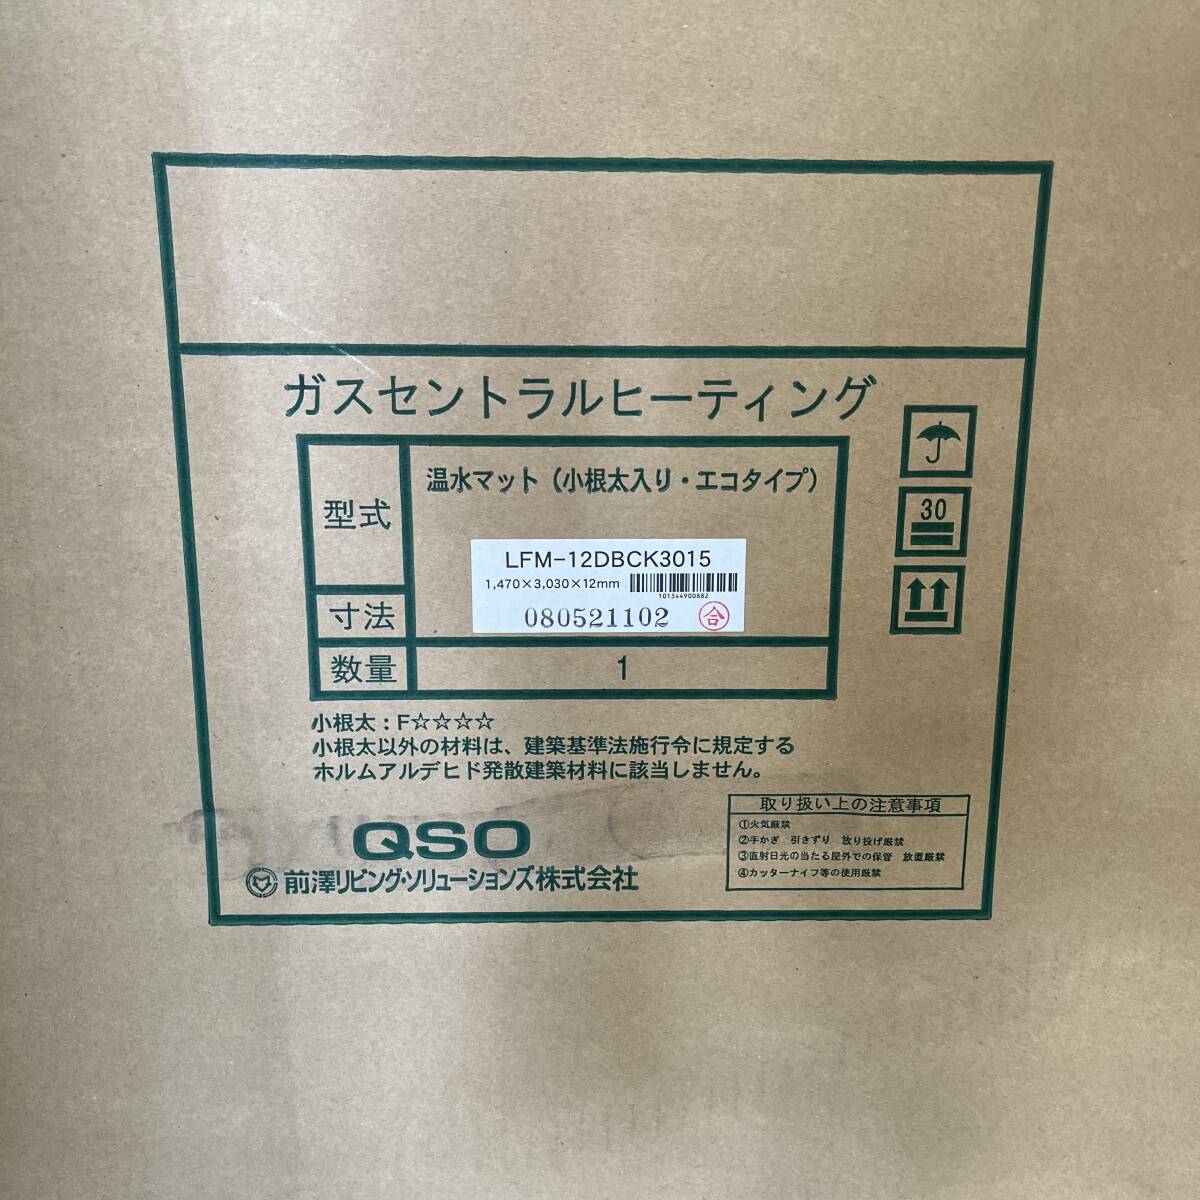 ガスセントラルヒーティング
型式
温水マット（小根太入り・エコタイプ）
LFM-12DBCK3015
1,470×3,030×12mm
101344900882
寸法
080521102 合
数量
1
30
小根太：F☆☆☆☆
小根太以外の材料は、建築基準法施行令に規定する
ホルムアルデヒド発散建築材料に該当しません。
QSO
前澤リビング・ソリューションズ株式会社
取り扱い上の注意事項
①火気厳禁
②手かぎ 引きずり 放り投げ厳禁
③直射日光の当たる屋外での保管 放置厳禁
④カッターナイフ等の使用厳禁